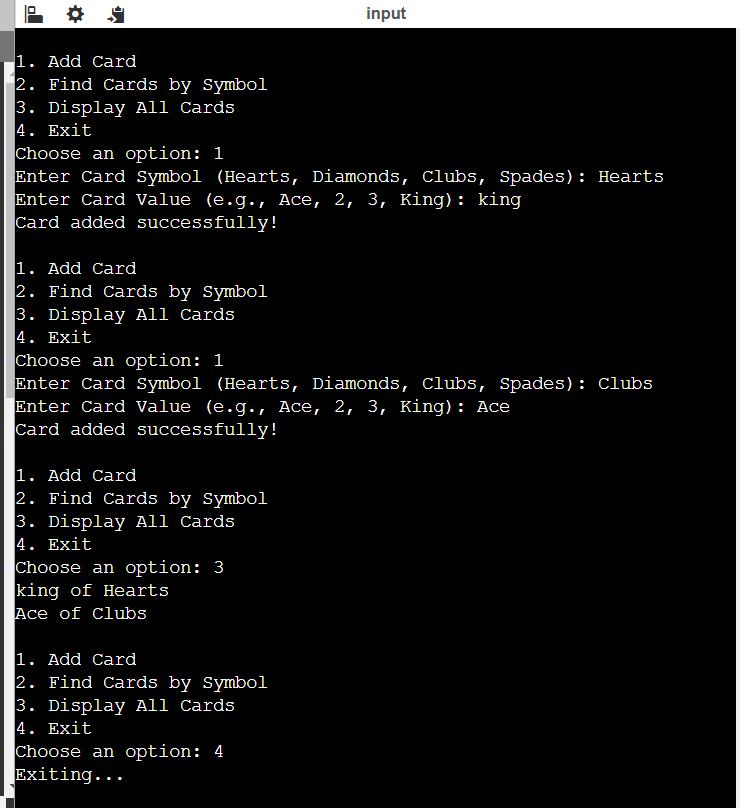 input
1. Add Card
2. Find Cards by Symbol
3. Display All Cards
4. Exit
Choose an option: 1
Enter Card Symbol (Hearts, Diamonds, Clubs, Spades): Hearts
Enter Card Value (e.g., Ace, 2, 3, King): king
Card added successfully!
1. Add Card
2. Find Cards by Symbol
3. Display All Cards
4. Exit
Choose an option: 1
Enter Card Symbol (Hearts, Diamonds, Clubs, Spades): Clubs
Enter Card Value (e.g., Ace, 2, 3, King): Ace
Card added successfully!
1. Add Card
2. Find Cards by Symbol
3. Display All Cards
4. Exit
Choose an option: 3
king of Hearts
Ace of Clubs
1. Add Card
2. Find Cards by Symbol
3. Display All Cards
4. Exit
Choose an option: 4
Exiting...